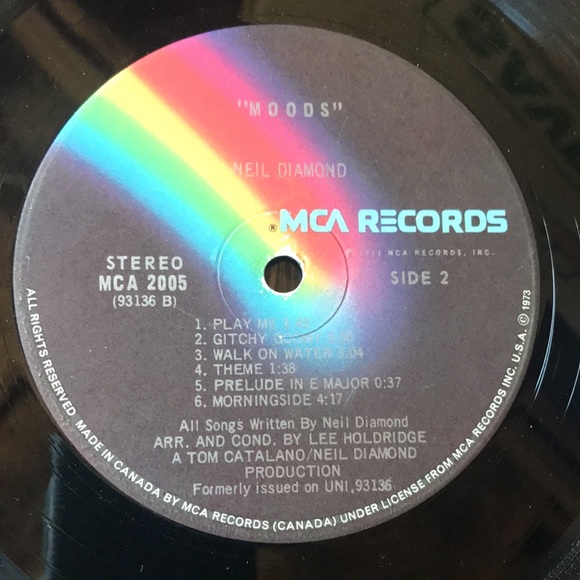 "MOODS"
NEIL DIAMOND
® MCA RECORDS
MCA RECORDS, INC.
STEREO
MCA 2005
(93136 B)
SIDE 2
1. PLAY ME
2. GITCHY
3. WALK ON WATER :04
4. THEME 1:38
5. PRELUDE IN E MAJOR 0:37
6. MORNINGSIDE 4:17
All Songs Written By Neil Diamond
ARR. AND COND. BY LEE HOLDRIDGE
A TOM CATALANO/NEIL DIAMOND
PRODUCTION
Formerly issued on UNI,93136
ALL RIGHTS RESERVED. MADE IN CANADA BY MCA RECORDS (CANADA) UNDER LICENSE FROM MCA RECORDS INC. U.S.A. © 1973